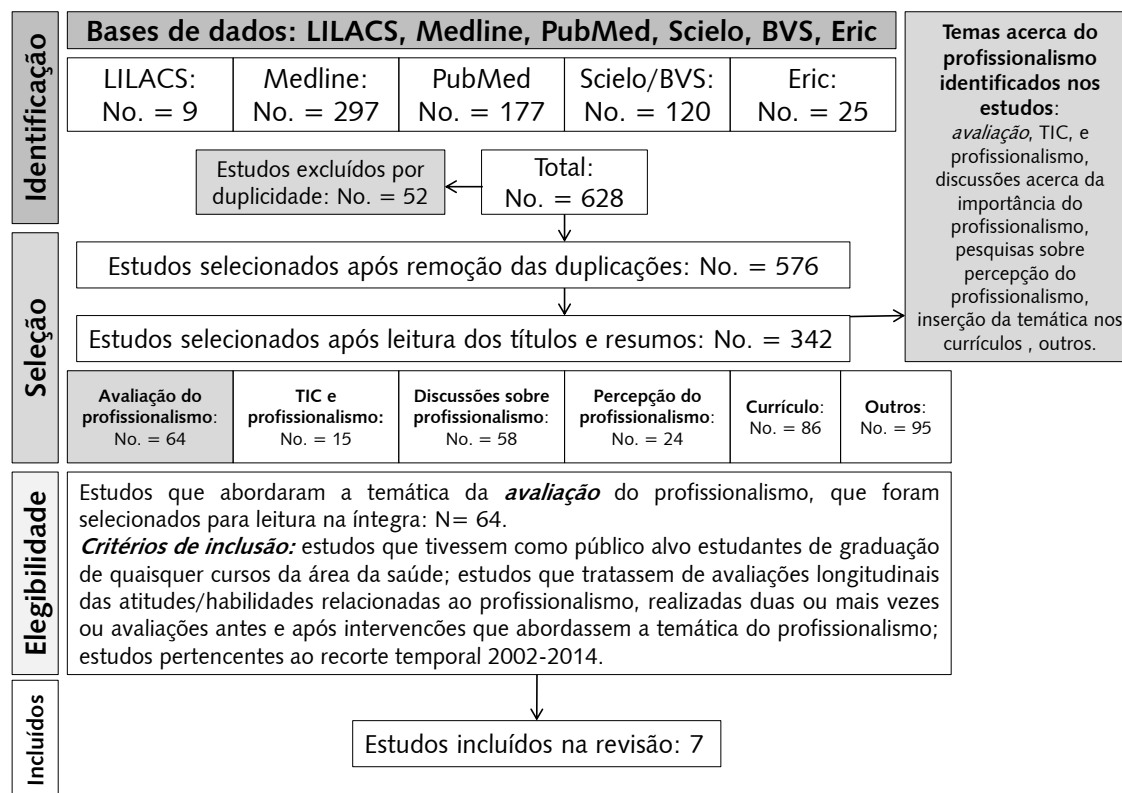 Identificação
Bases de dados: LILACS, Medline, PubMed, Scielo, BVS, Eric
LILACS:
No. = 9
Medline:
No. = 297
PubMed
No. = 177
Scielo/BVS:
No. = 120
Eric:
No. = 25
Estudos excluídos por
duplicidade: No. = 52
Total:
No. = 628
Temas acerca do
profissionalismo
identificados nos
estudos:
avaliação, TIC, e
profissionalismo,
discussões acerca da
importância do
profissionalismo,
pesquisas sobre
percepção do
profissionalismo,
inserção da temática nos
currículos , outros.
Seleção
Estudos selecionados após remoção das duplicações: No. = 576
Estudos selecionados após leitura dos títulos e resumos: No. = 342
Avaliação do
profissionalismo:
No. = 64
TIC e
profissionalismo:
No. = 15
Discussões sobre
profissionalismo:
No. = 58
Percepção do
profissionalismo:
No. = 24
Currículo:
No. = 86
Outros:
No. = 95
Elegibilidade
Estudos que abordaram a temática da avaliação do profissionalismo, que foram
selecionados para leitura na íntegra: N= 64.
Critérios de inclusão: estudos que tivessem como público alvo estudantes de graduação
de quaisquer cursos da área da saúde; estudos que tratassem de avaliações longitudinais
das atitudes/habilidades relacionadas ao profissionalismo, realizadas duas ou mais vezes
ou avaliações antes e após intervencões que abordassem a temática do profissionalismo;
estudos pertencentes ao recorte temporal 2002-2014.
Incluídos
Estudos incluídos na revisão: 7